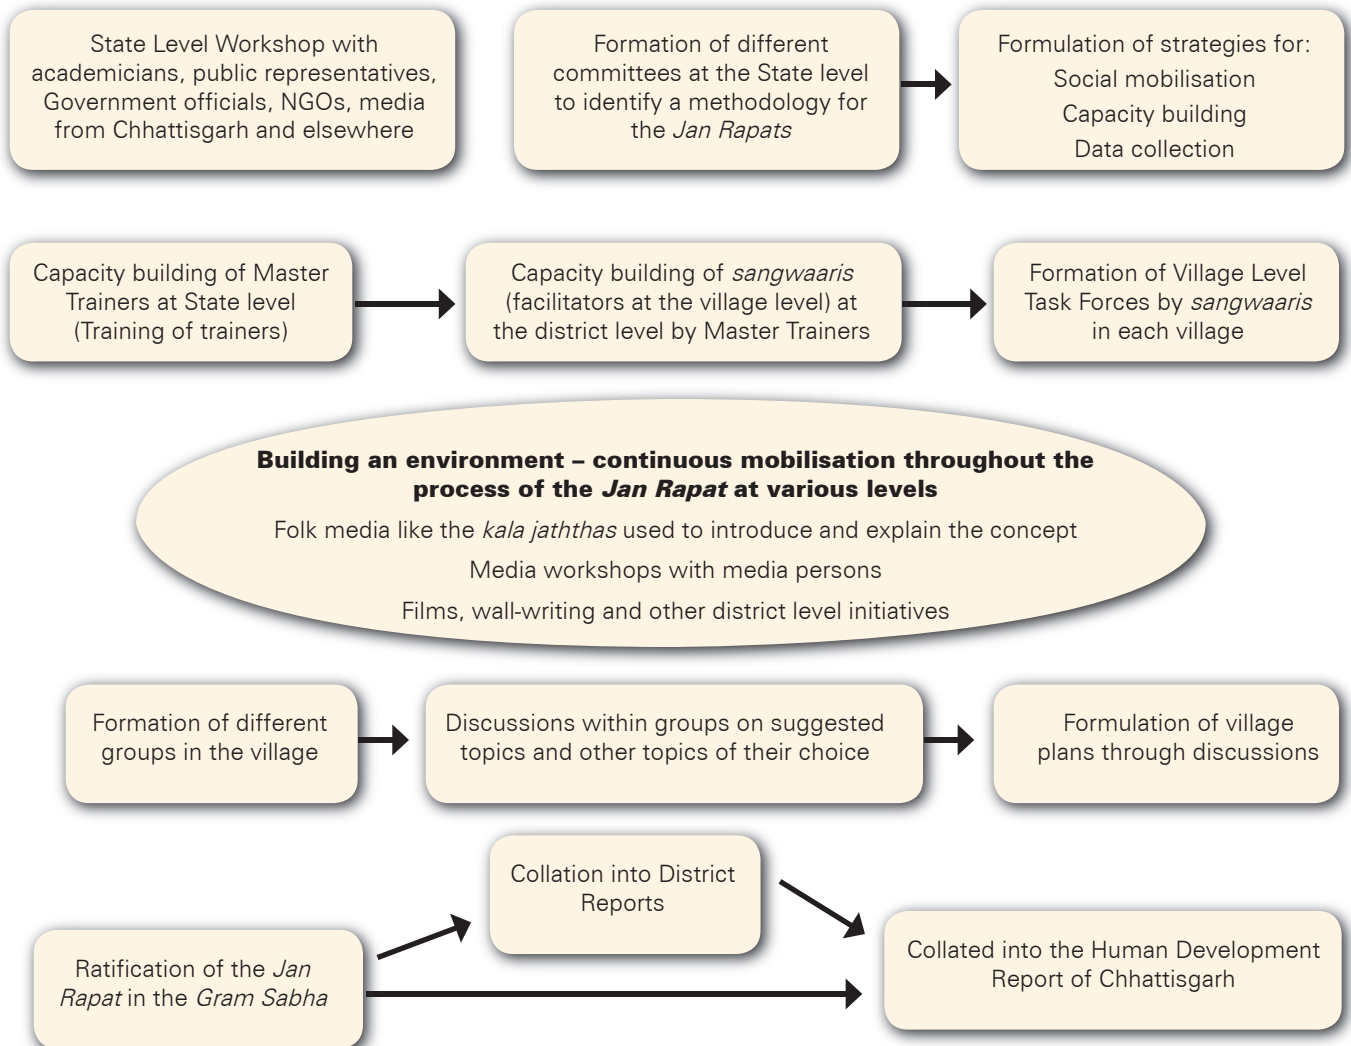 State Level Workshop with
academicians, public representatives,
Government officials, NGOs, media
from Chhattisgarh and elsewhere
Formation of different
committees at the State level
to identify a methodology for
the Jan Rapats
Formulation of strategies for:
Social mobilisation
Capacity building
Data collection
Capacity building of Master
Trainers at State level
(Training of trainers)
Capacity building of sangwaaris
(facilitators at the village level) at
the district level by Master Trainers
Formation of Village Level
Task Forces by sangwaaris
in each village
Building an environment – continuous mobilisation throughout the
process of the Jan Rapat at various levels
Folk media like the kala jaththas used to introduce and explain the concept
Media workshops with media persons
Films, wall-writing and other district level initiatives
Formation of different
groups in the village
Discussions within groups on suggested
topics and other topics of their choice
Formulation of village
plans through discussions
Ratification of the Jan
Rapat in the Gram Sabha
Collation into District
Reports
Collated into the Human Development
Report of Chhattisgarh